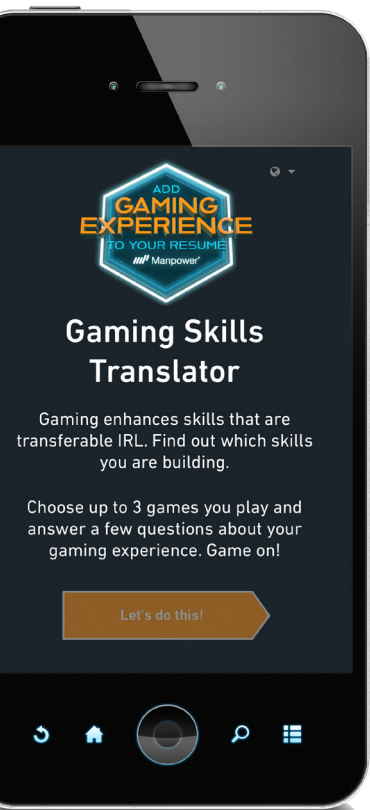 ADD
GAMING
EXPERIENCE
TO YOUR RESUME
Manpower®
Gaming Skills
Translator
Gaming enhances skills that are
transferable IRL. Find out which skills
you are building.
Choose up to 3 games you play and
answer a few questions about your
gaming experience. Game on!
Let's do this!